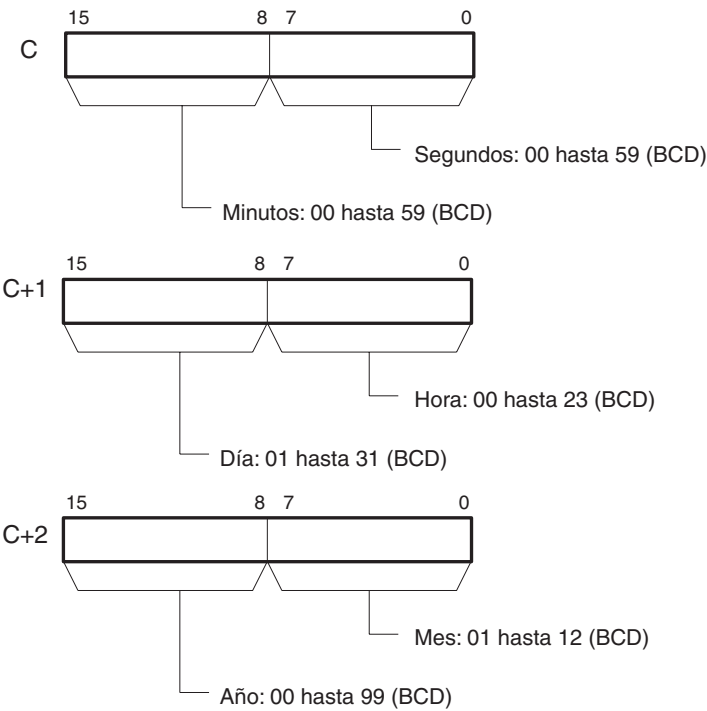 15 8 7 0
C
Segundos: 00 hasta 59 (BCD)
Minutos: 00 hasta 59 (BCD)
15 8 7 0
C+1
Hora: 00 hasta 23 (BCD)
Día: 01 hasta 31 (BCD)
15 8 7 0
C+2
Mes: 01 hasta 12 (BCD)
Año: 00 hasta 99 (BCD)